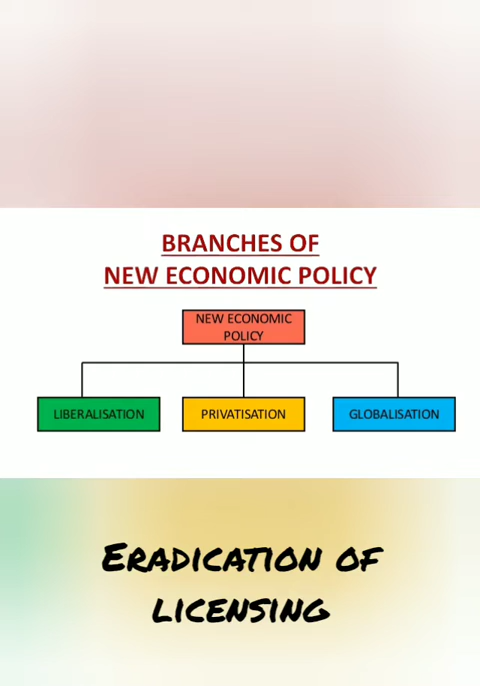 BRANCHES OF
NEW ECONOMIC POLICY
NEW ECONOMIC
POLICY
LIBERALISATION
PRIVATISATION
GLOBALISATION
ERADICATION OF
LICENSING